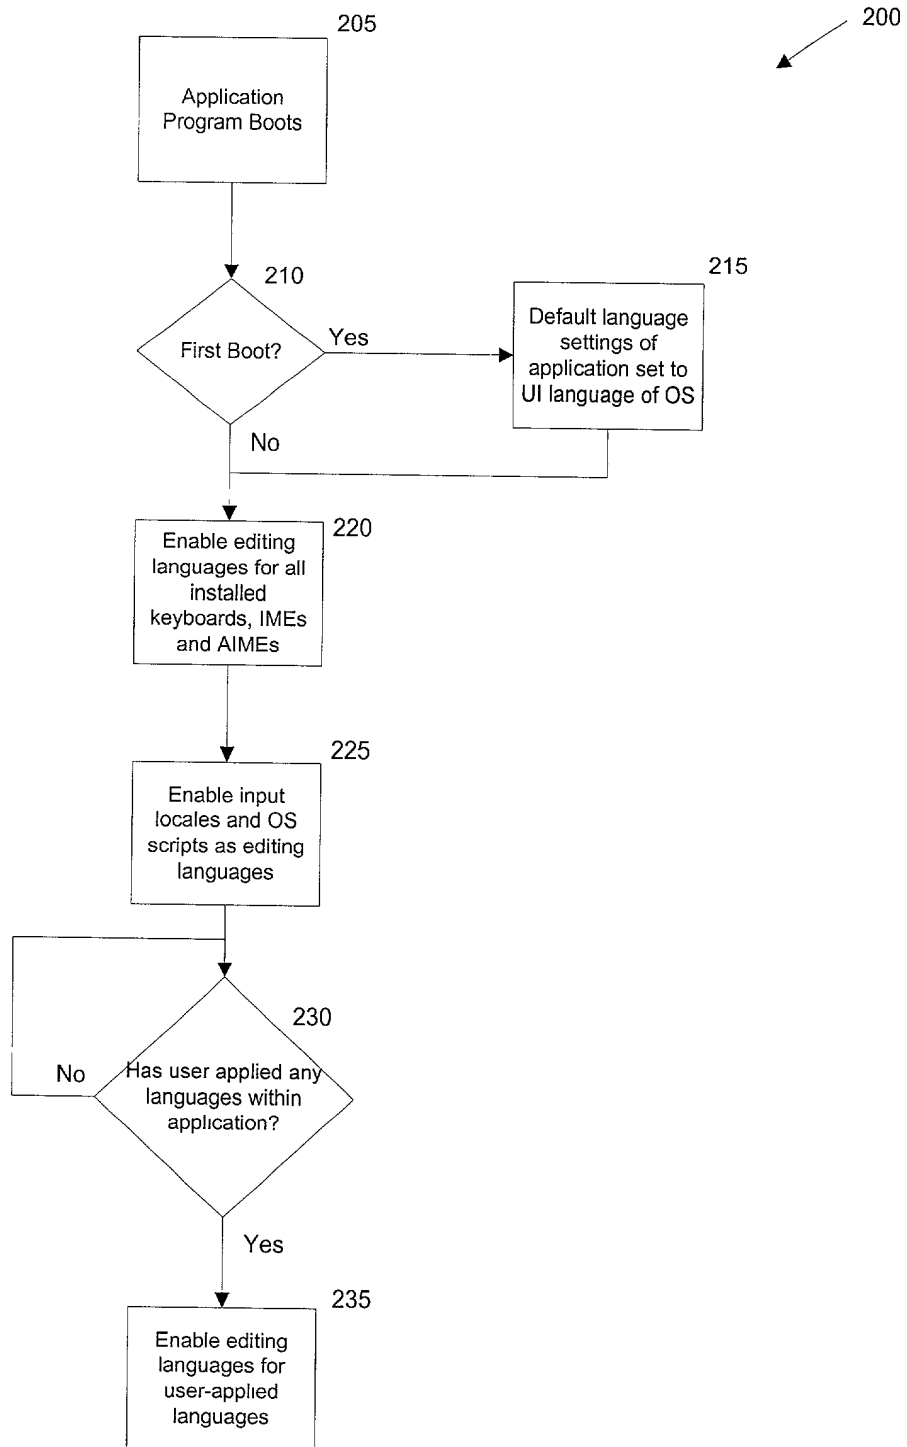 200
205
Application
Program Boots
210
First Boot?
Yes
215
Default language
settings of
application set to
UI language of OS
No
220
Enable editing
languages for all
installed
keyboards, IMEs
and AIMEs
225
Enable input
locales and OS
scripts as editing
languages
230
Has user applied any
languages within
application?
No
Yes
235
Enable editing
languages for
user-applied
languages